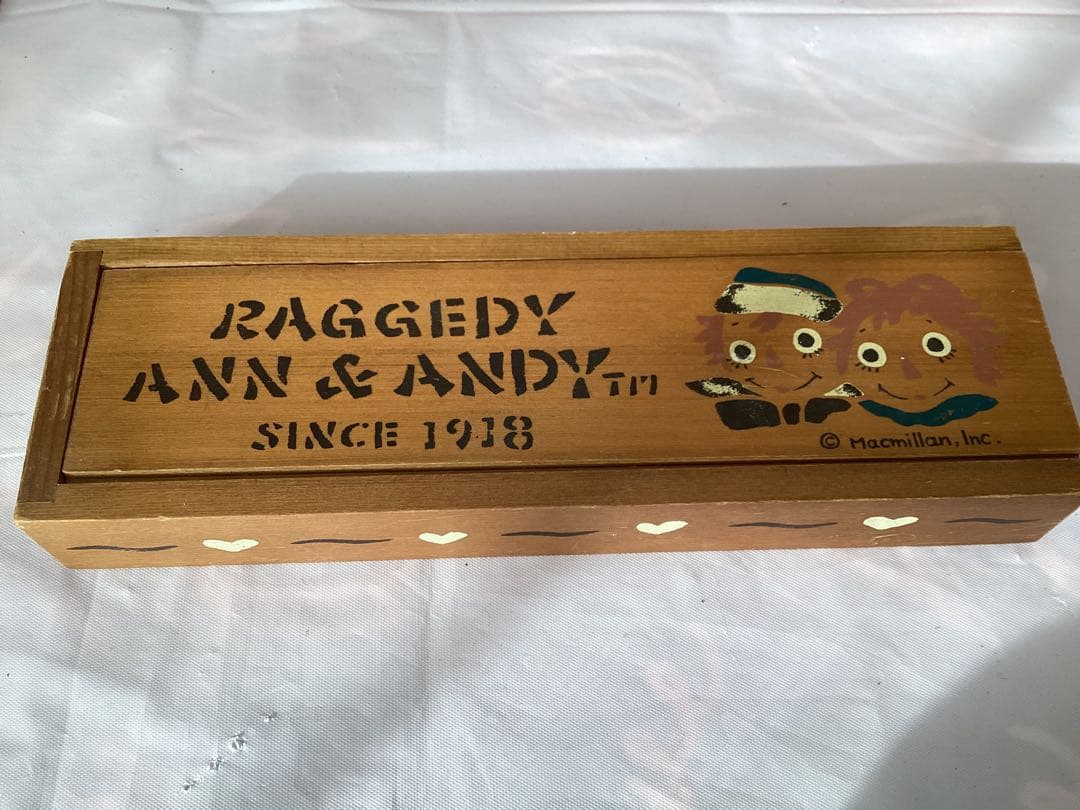 RAGGEDY
ANN & ANDY™
SINCE 1918
© Macmillan, Inc.